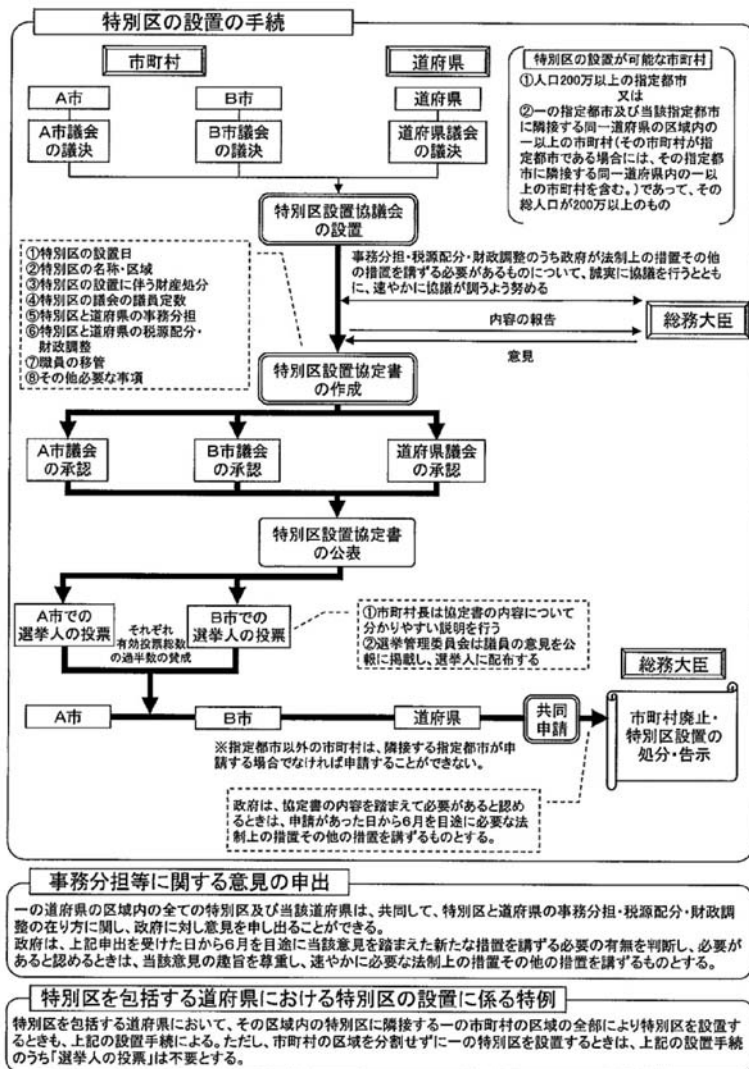 特別区の設置の手続
市町村
道府県
A市
B市
道府県
A市議会
の議決
B市議会
の議決
道府県議会
の議決
特別区の設置が可能な市町村
①人口200万以上の指定都市
又は
②一の指定都市及び当該指定都市
に隣接する同一道府県の区域内の
一以上の市町村(その市町村が指
定都市である場合には、その指定都
市に隣接する同一道府県内の一以
上の市町村を含む。)であって、その
総人口が200万以上のもの
特別区設置協議会
の設置
①特別区の設置日
②特別区の名称・区域
③特別区の設置に伴う財産処分
④特別区の議会の議員定数
⑤特別区と道府県の事務分担
⑥特別区と道府県の税源配分・
財政調整
⑦職員の移管
⑧その他必要な事項
事務分担・税源配分・財政調整のうち政府が法制上の措置その他
の措置を講ずる必要があるものについて、誠実に協議を行うととも
に、速やかに協議が調うよう努める
内容の報告
意見
総務大臣
特別区設置協定書
の作成
A市議会
の承認
B市議会
の承認
道府県議会
の承認
特別区設置協定書
の公表
A市での
選挙人の投票
それぞれ
有効投票総数
の過半数の賛成
B市での
選挙人の投票
①市町村長は協定書の内容について
分かりやすい説明を行う
②選挙管理委員会は議員の意見を公
報に掲載し、選挙人に配布する
総務大臣
A市
B市
道府県
共同
申請
市町村廃止・
特別区設置の
処分・告示
※指定都市以外の市町村は、隣接する指定都市が申
請する場合でなければ申請することができない。
政府は、協定書の内容を踏まえて必要があると認め
るときは、申請があった日から6月を目途に必要な法
制上の措置その他の措置を講ずるものとする。
事務分担等に関する意見の申出
一の道府県の区域内の全ての特別区及び当該道府県は、共同して、特別区と道府県の事務分担・税源配分・財政調
整の在り方に関し、政府に対し意見を申し出ることができる。
政府は、上記申出を受けた日から6月を目途に当該意見を踏まえた新たな措置を講ずる必要の有無を判断し、必要
があると認めるときは、当該意見の趣旨を尊重し、速やかに必要な法制上の措置その他の措置を講ずるものとする。
特別区を包括する道府県における特別区の設置に係る特例
特別区を包括する道府県において、その区域内の特別区に隣接する一の市町村の区域の全部により特別区を設置す
るときも、上記の設置手続による。ただし、市町村の区域を分割せずに一の特別区を設置するときは、上記の設置手続
のうち「選挙人の投票」は不要とする。